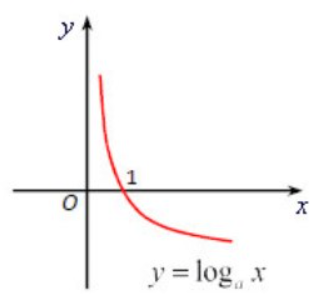 y
1
O
x
y = logₐ x